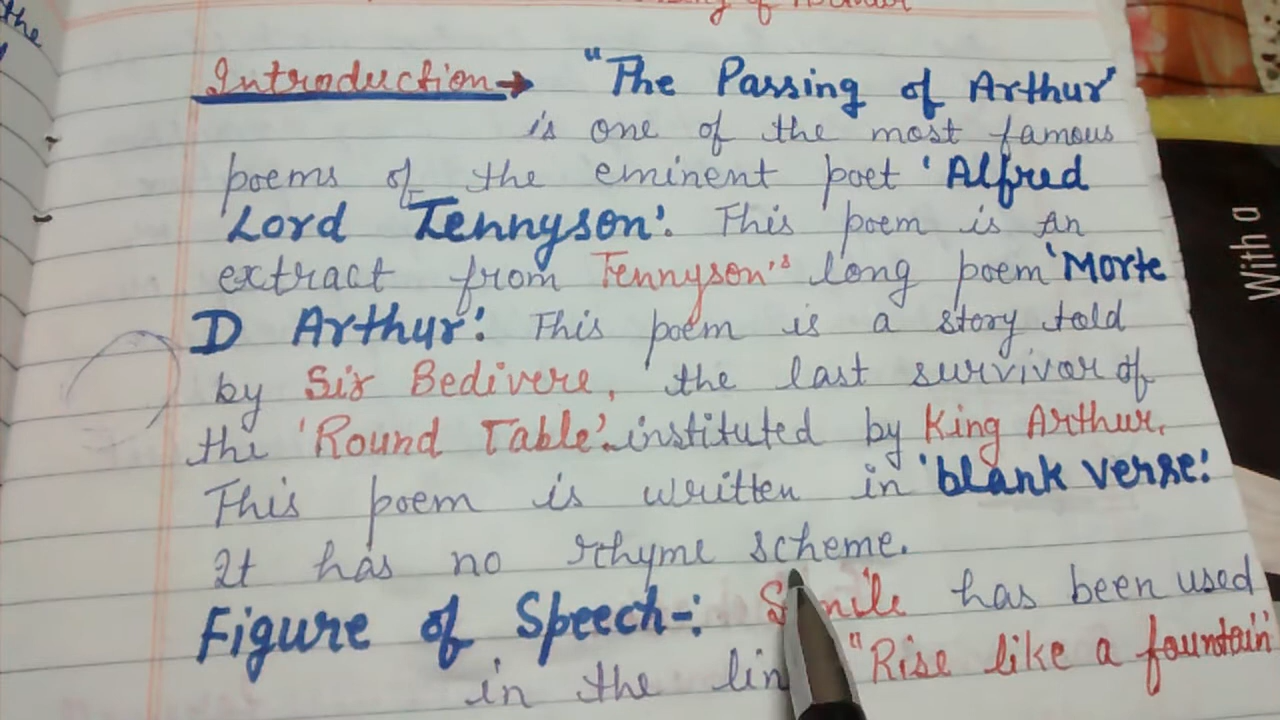 the
Introduction→ "The Passing of Arthur"
is one of the most famous
poems of the eminent poet 'Alfred
Lord Tennyson'. This poem is an
extract from Tennyson's long poem 'Morte
D Arthur'. This poem is a story told
by Sir Bedivere, the last survivor of
the 'Round Table' instituted by King Arthur.
This poem is written in 'blank verse'.
It has no rhyme scheme.
Figure of Speech-: has been used
in the "Rise like a fountain"
With a